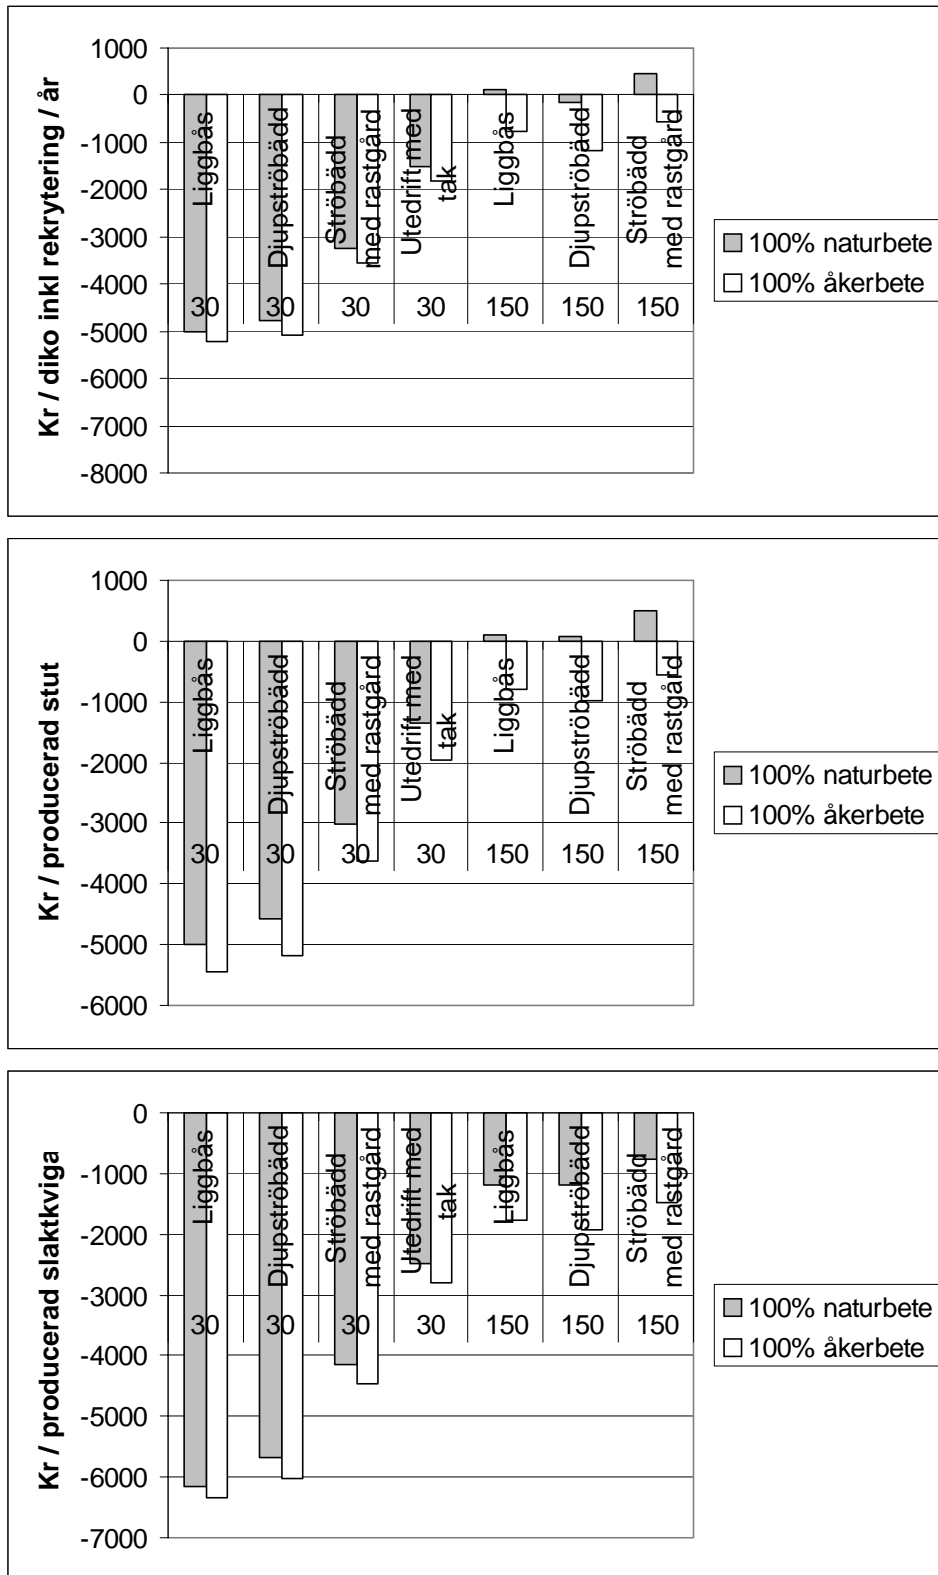 Kr / diko inkl rekrytering / år
1000
0
-1000
-2000
-3000
-4000
-5000
-6000
-7000
-8000
Liggbås
Djupströbädd
Ströbädd
med rastgård
Utedrift med
tak
Liggbås
Djupströbädd
Ströbädd
med rastgård
30
30
30
30
150
150
150
100% naturbete
100% åkerbete
Kr / producerad stut
1000
0
-1000
-2000
-3000
-4000
-5000
-6000
Liggbås
Djupströbädd
Ströbädd
med rastgård
Utedrift med
tak
Liggbås
Djupströbädd
Ströbädd
med rastgård
30
30
30
30
150
150
150
100% naturbete
100% åkerbete
Kr / producerad slaktkviga
0
-1000
-2000
-3000
-4000
-5000
-6000
-7000
Liggbås
Djupströbädd
Ströbädd
med rastgård
Utedrift med
tak
Liggbås
Djupströbädd
Ströbädd
med rastgård
30
30
30
30
150
150
150
100% naturbete
100% åkerbete